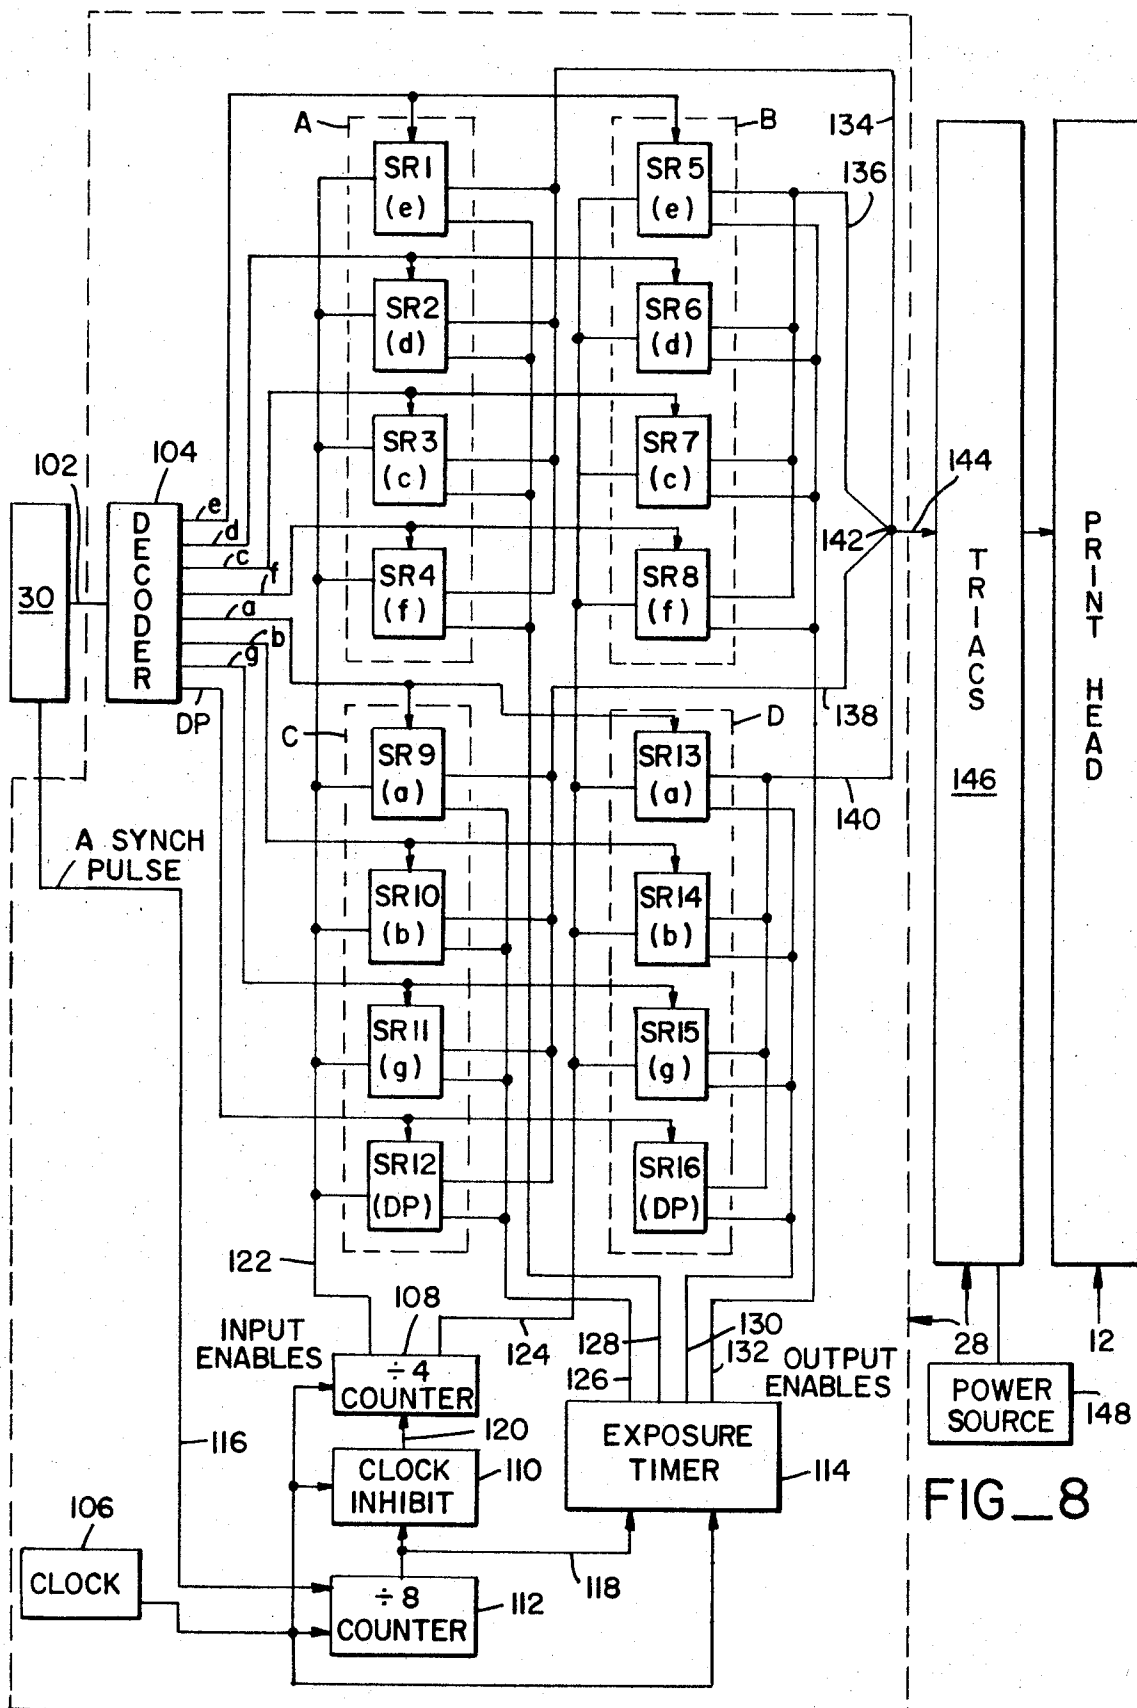 A
B
134
136
SR1
(e)
SR5
(e)
SR2
(d)
SR6
(d)
SR3
(c)
SR7
(c)
102
104
e
d
c
f
a
b
g
DP
30
DECODER
SR4
(f)
SR8
(f)
142
144
TRIACS
146
PRINT HEAD
138
C
D
SR9
(a)
SR13
(a)
140
A SYNCH
PULSE
SR10
(b)
SR14
(b)
SR11
(g)
SR15
(g)
SR12
(DP)
SR16
(DP)
122
108
INPUT
ENABLES
124
128
126
130
132
OUTPUT
ENABLES
28
12
÷4
COUNTER
POWER
SOURCE
148
116
120
CLOCK
INHIBIT
110
EXPOSURE
TIMER
114
FIG_8
106
CLOCK
118
÷8
COUNTER
112